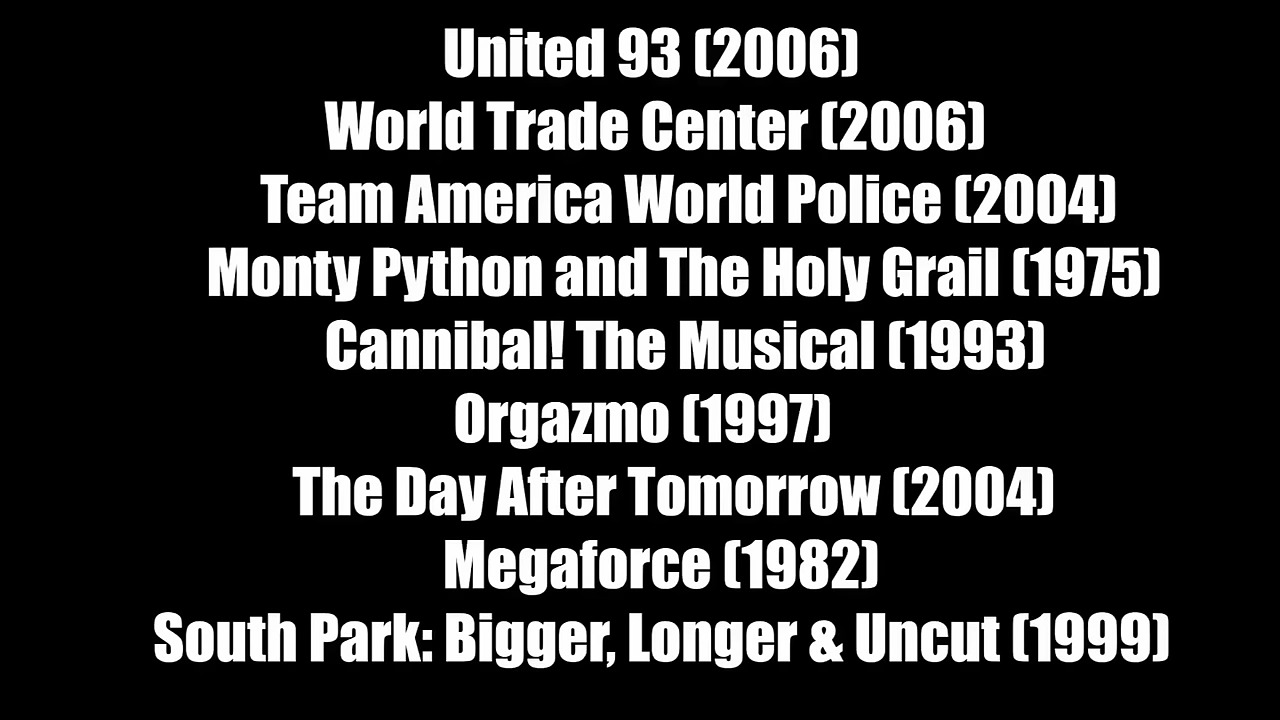 United 93 (2006)
World Trade Center (2006)
Team America World Police (2004)
Monty Python and The Holy Grail (1975)
Cannibal! The Musical (1993)
Orgazmo (1997)
The Day After Tomorrow (2004)
Megaforce (1982)
South Park: Bigger, Longer & Uncut (1999)